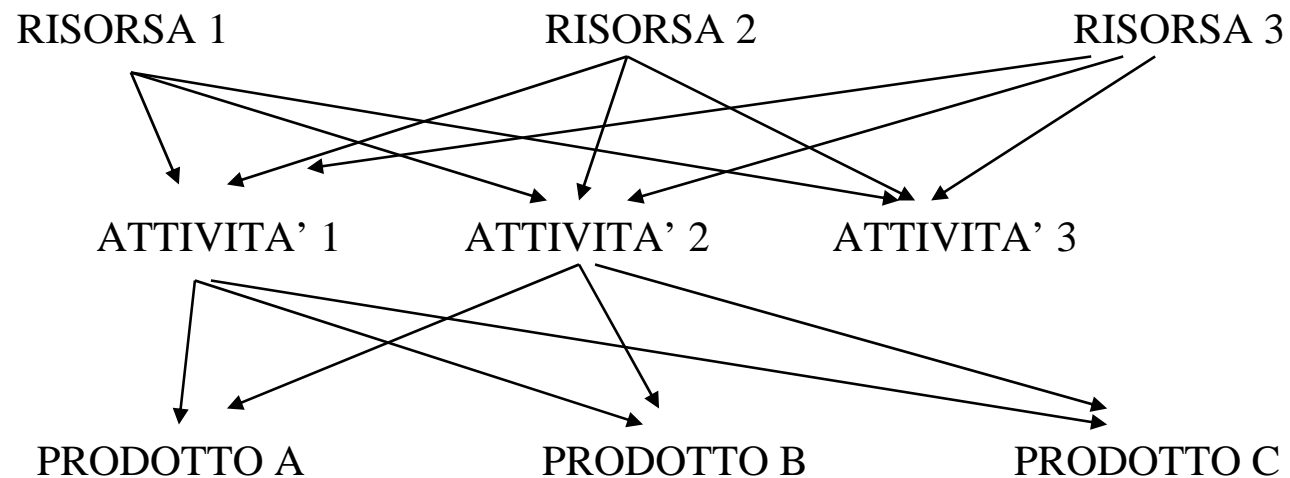 RISORSA 1 RISORSA 2 RISORSA 3
ATTIVITA’ 1 ATTIVITA’ 2 ATTIVITA’ 3
PRODOTTO A PRODOTTO B PRODOTTO C